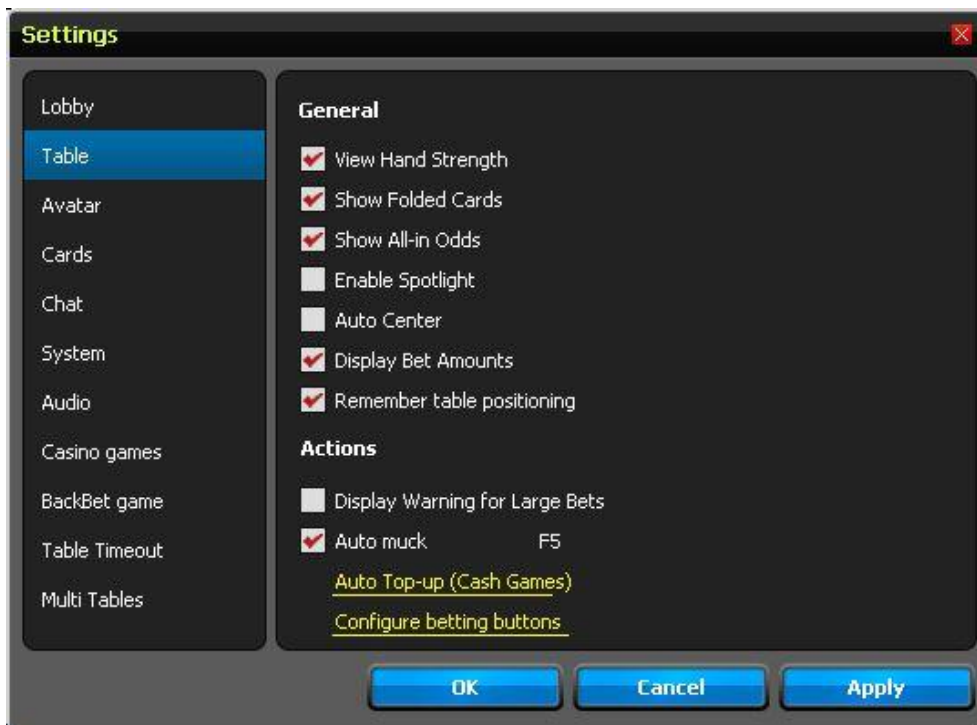 Settings
Lobby
Table
Avatar
Cards
Chat
System
Audio
Casino games
BackBet game
Table Timeout
Multi Tables
General
View Hand Strength
Show Folded Cards
Show All-in Odds
Enable Spotlight
Auto Center
Display Bet Amounts
Remember table positioning
Actions
Display Warning for Large Bets
Auto muck F5
Auto Top-up (Cash Games)
Configure betting buttons
OK Cancel Apply